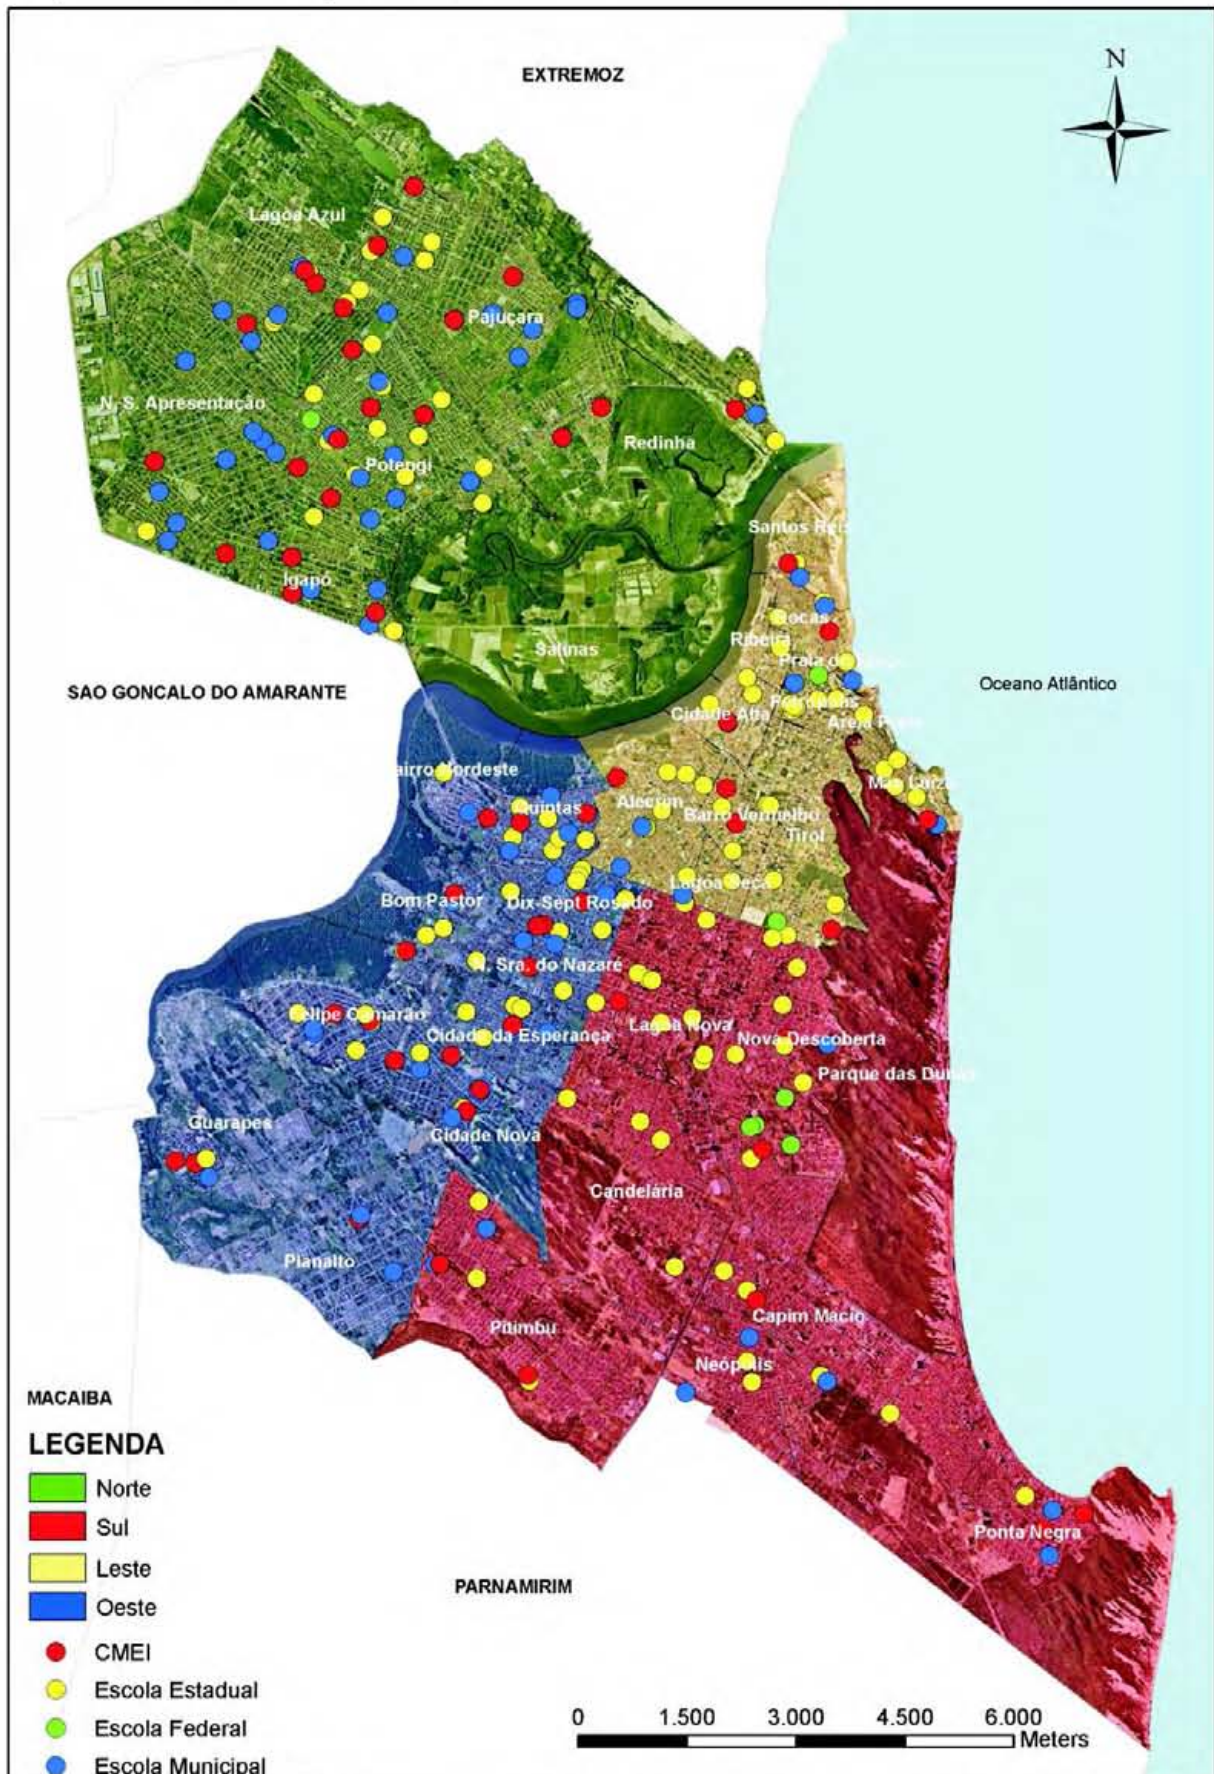 EXTREMOZ
N
Lagoa Azul
Pajuçara
N. S. Apresentação
Redinha
Potengi
Santos Reis
Igapó
Rocas
Ribeira
Salinas
SAO GONCALO DO AMARANTE
Oceano Atlântico
Cidade Alta
Petrópolis
Areia Preta
Bairro Nordeste
Mãe Luiza
Quintas
Alecrim
Barro Vermelho
Tirol
Lagoa Seca
Bom Pastor
Dix-Sept Rosado
N. Sra. do Nazaré
Felipe Camarão
Lagoa Nova
Cidade da Esperança
Nova Descoberta
Parque das Dunas
Guarapes
Cidade Nova
Candelária
Planalto
Capim Macio
Pitimbu
Neópolis
MACAIBA
LEGENDA
Norte
Sul
Leste
Oeste
CMEI
Escola Estadual
Escola Federal
Escola Municipal
Ponta Negra
PARNAMIRIM
0 1.500 3.000 4.500 6.000
Meters